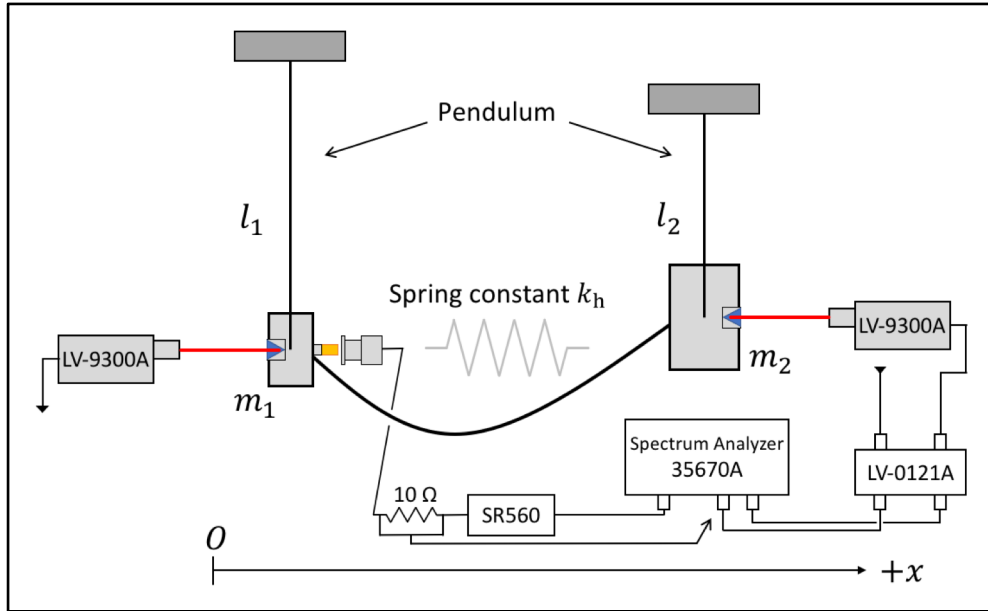 Pendulum
l₁
l₂
Spring constant kₕ
LV-9300A
LV-9300A
m₁
m₂
Spectrum Analyzer
35670A
LV-0121A
10 Ω
SR560
O
+x